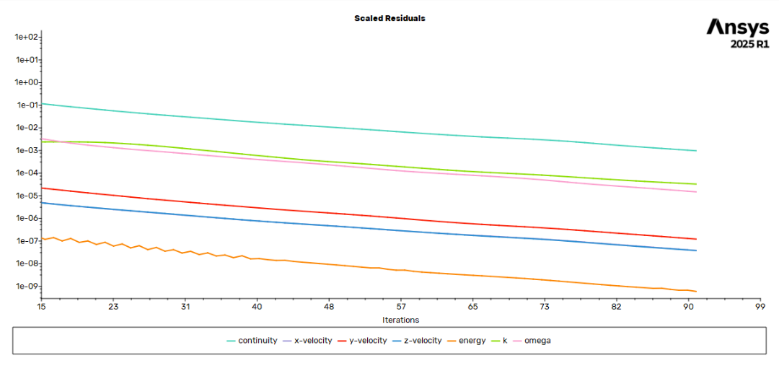 Scaled Residuals
Ansys
2025 R1
1e+02
1e+01
1e+00
1e-01
1e-02
1e-03
1e-04
1e-05
1e-06
1e-07
1e-08
1e-09
15 23 31 40 48 57 65 73 82 90 99
Iterations
continuity x-velocity y-velocity z-velocity energy k omega